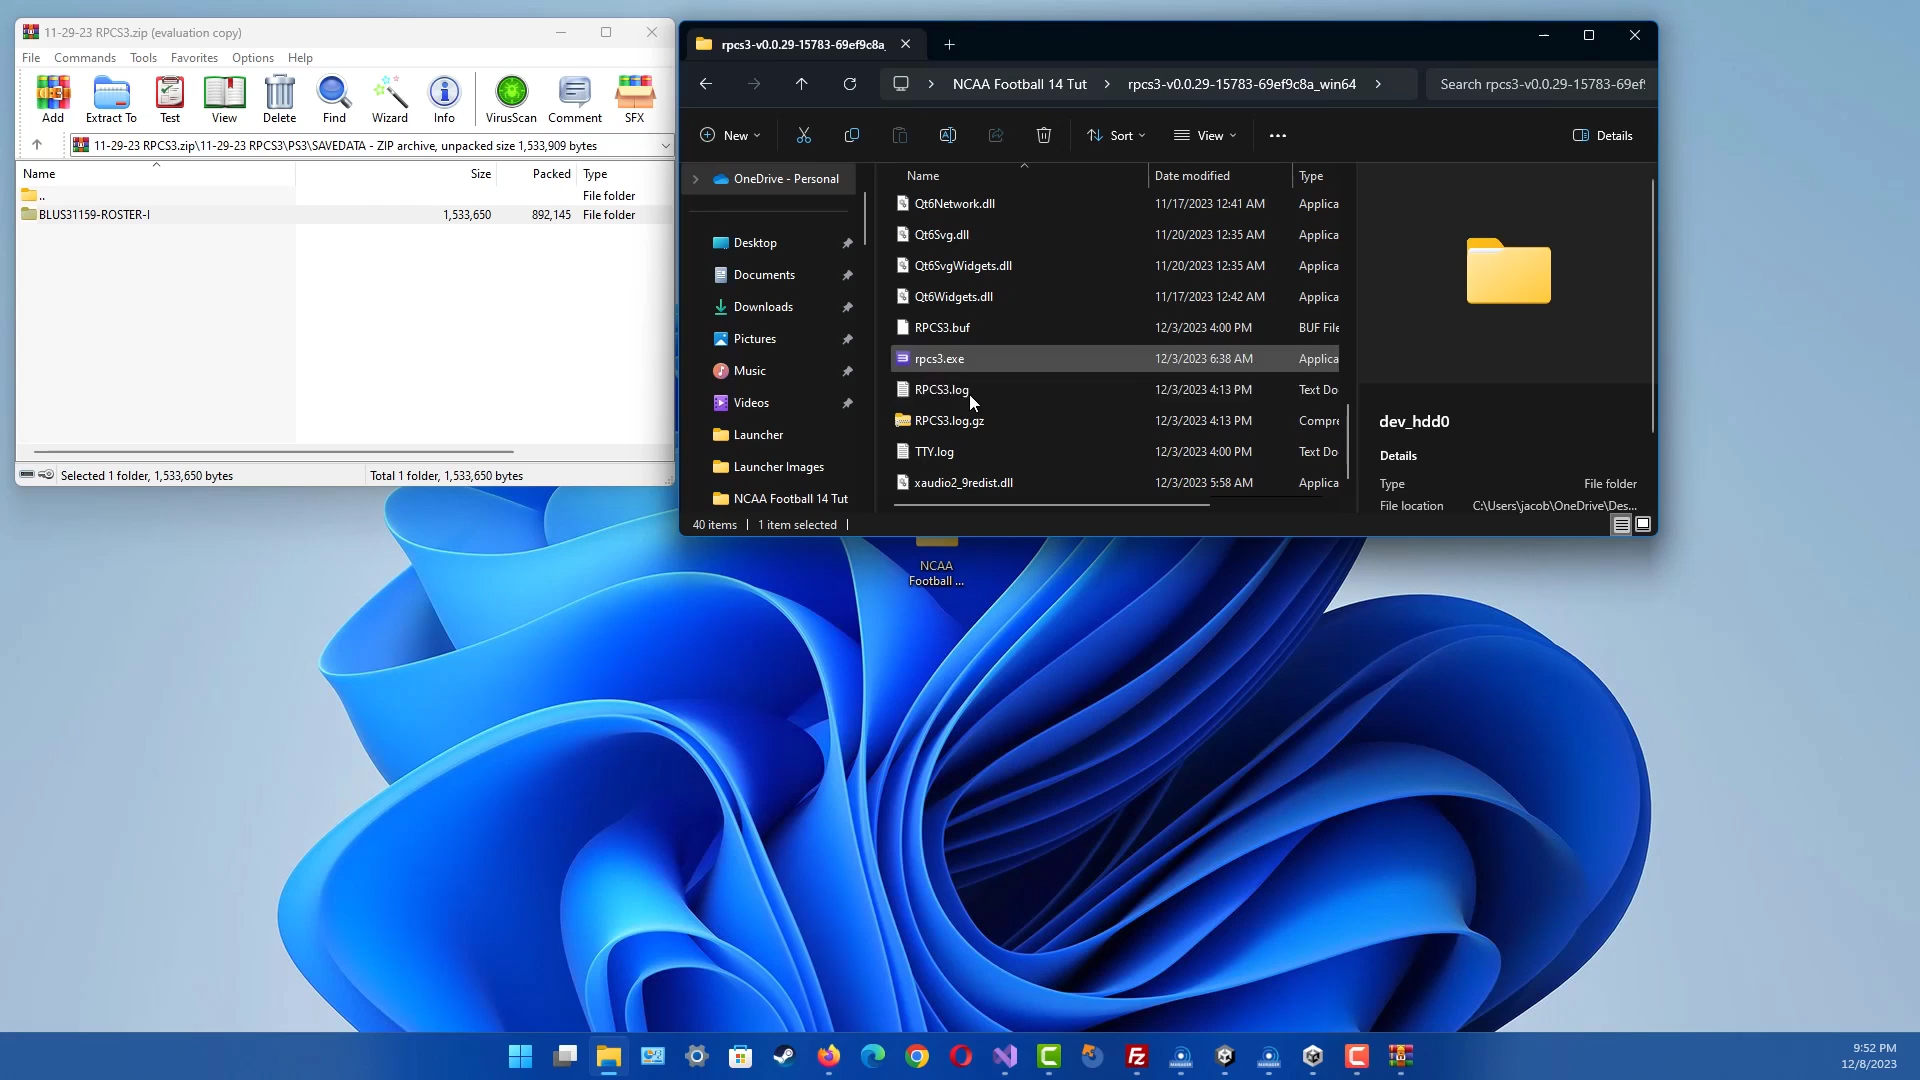 11-29-23 RPCS3.zip (evaluation copy)
File Commands Tools Favorites Options Help
Add Extract To Test View Delete Find Wizard Info VirusScan Comment SFX
11-29-23 RPCS3.zip\11-29-23 RPCS3\PS3\SAVEDATA - ZIP archive, unpacked size 1,533,909 bytes
Name Size Packed Type
.. File folder
BLUS31159-ROSTER-I 1,533,650 892,145 File folder
Selected 1 folder, 1,533,650 bytes Total 1 folder, 1,533,650 bytes
rpcs3-v0.0.29-15783-69ef9c8a_
NCAA Football 14 Tut rpcs3-v0.0.29-15783-69ef9c8a_win64 Search rpcs3-v0.0.29-15783-69ef9
New Sort View Details
OneDrive - Personal
Desktop
Documents
Downloads
Pictures
Music
Videos
Launcher
Launcher Images
NCAA Football 14 Tut
Name Date modified Type
Qt6Network.dll 11/17/2023 12:41 AM Applica
Qt6Svg.dll 11/20/2023 12:35 AM Applica
Qt6SvgWidgets.dll 11/20/2023 12:35 AM Applica
Qt6Widgets.dll 11/17/2023 12:42 AM Applica
RPCS3.buf 12/3/2023 4:00 PM BUF File
rpcs3.exe 12/3/2023 6:38 AM Applica
RPCS3.log 12/3/2023 4:13 PM Text Do
RPCS3.log.gz 12/3/2023 4:13 PM Compre
TTY.log 12/3/2023 4:00 PM Text Do
xaudio2_9redist.dll 12/3/2023 5:58 AM Applica
dev_hdd0
Details
Type File folder
File location C:\Users\jacob\OneDrive\Des...
40 items 1 item selected
NCAA
Football ...
9:52 PM
12/8/2023